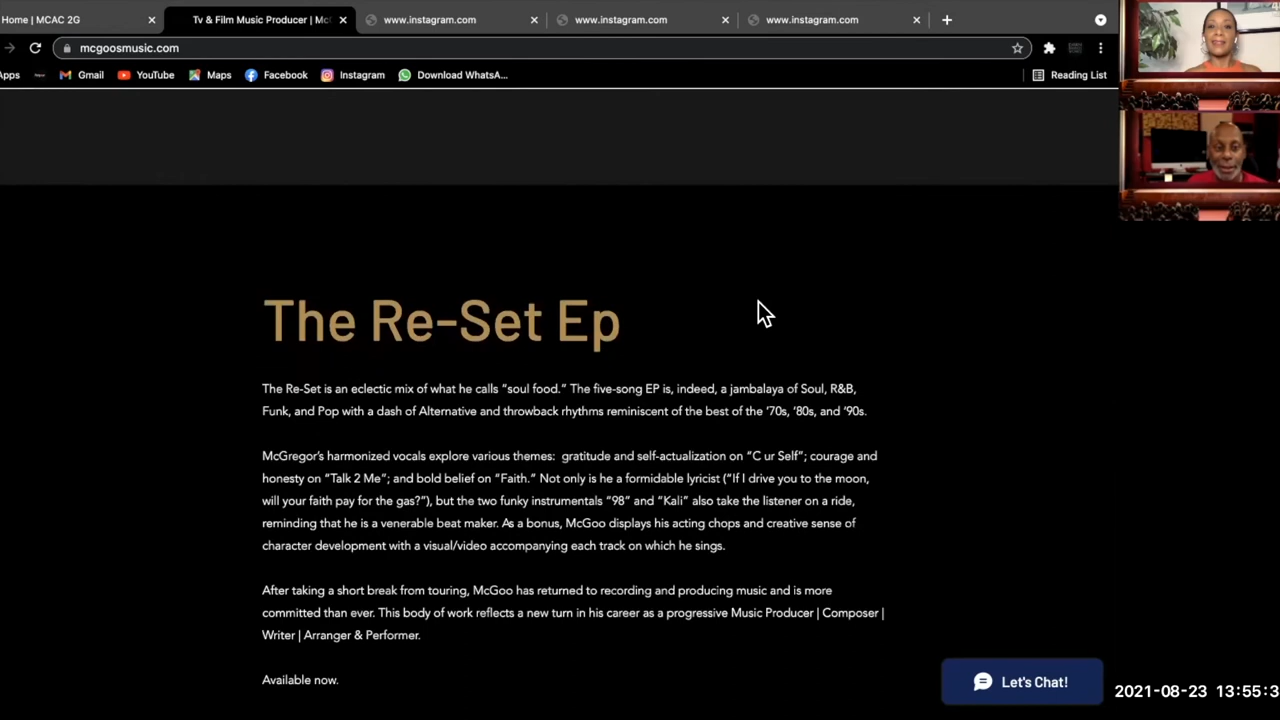 Home | MCAC 2G
Tv & Film Music Producer | Mc
www.instagram.com
www.instagram.com
www.instagram.com
mcgoosmusic.com
Apps
Gmail
YouTube
Maps
Facebook
Instagram
Download WhatsA...
Reading List
The Re-Set Ep
The Re-Set is an eclectic mix of what he calls “soul food.” The five-song EP is, indeed, a jambalaya of Soul, R&B,
Funk, and Pop with a dash of Alternative and throwback rhythms reminiscent of the best of the ’70s, ’80s, and ’90s.
McGregor’s harmonized vocals explore various themes: gratitude and self-actualization on “C ur Self”; courage and
honesty on “Talk 2 Me”; and bold belief on “Faith.” Not only is he a formidable lyricist (“If I drive you to the moon,
will your faith pay for the gas?”), but the two funky instrumentals “98” and “Kali” also take the listener on a ride,
reminding that he is a venerable beat maker. As a bonus, McGoo displays his acting chops and creative sense of
character development with a visual/video accompanying each track on which he sings.
After taking a short break from touring, McGoo has returned to recording and producing music and is more
committed than ever. This body of work reflects a new turn in his career as a progressive Music Producer | Composer |
Writer | Arranger & Performer.
Available now.
Let's Chat!
2021-08-23 13:55:3